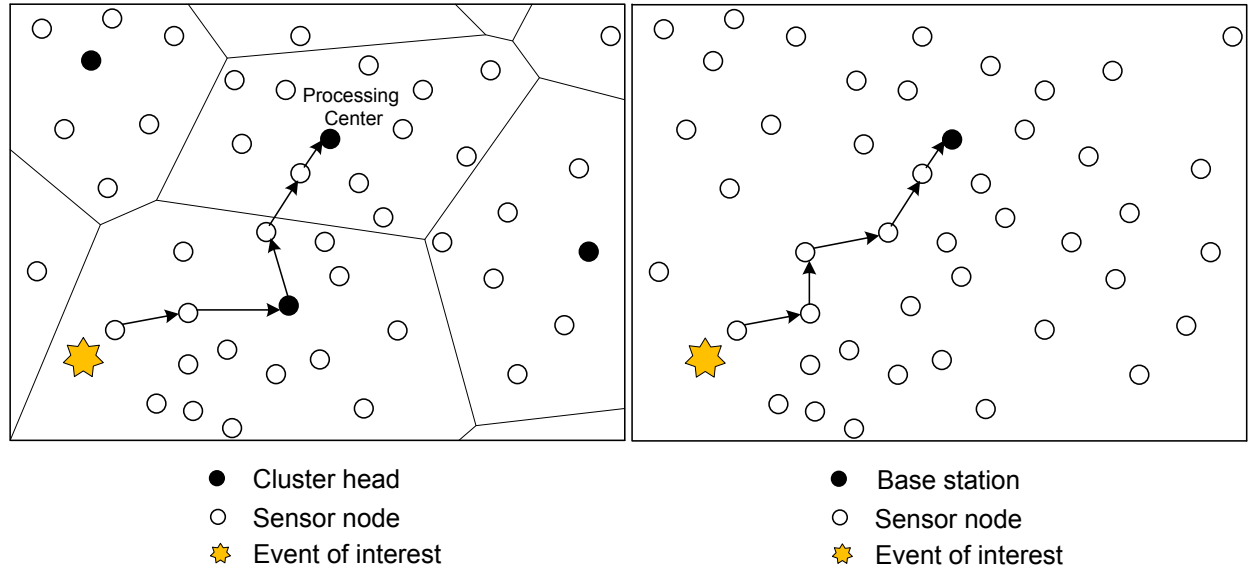 Processing
Center
Cluster head
Sensor node
Event of interest
Base station
Sensor node
Event of interest